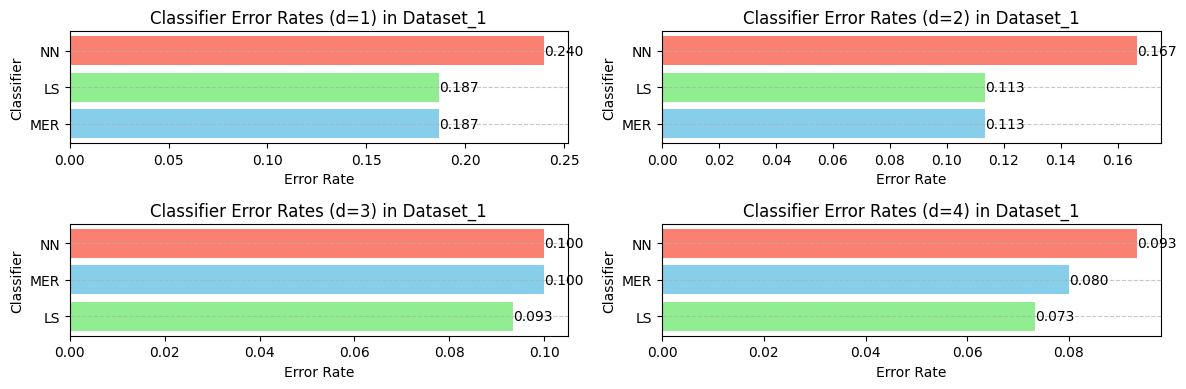 Classifier Error Rates (d=1) in Dataset_1
Classifier
NN
LS
MER
0.240
0.187
0.187
0.00 0.05 0.10 0.15 0.20 0.25
Error Rate
Classifier Error Rates (d=2) in Dataset_1
Classifier
NN
LS
MER
0.167
0.113
0.113
0.00 0.02 0.04 0.06 0.08 0.10 0.12 0.14 0.16
Error Rate
Classifier Error Rates (d=3) in Dataset_1
Classifier
NN
MER
LS
0.100
0.100
0.093
0.00 0.02 0.04 0.06 0.08 0.10
Error Rate
Classifier Error Rates (d=4) in Dataset_1
Classifier
NN
MER
LS
0.093
0.080
0.073
0.00 0.02 0.04 0.06 0.08
Error Rate